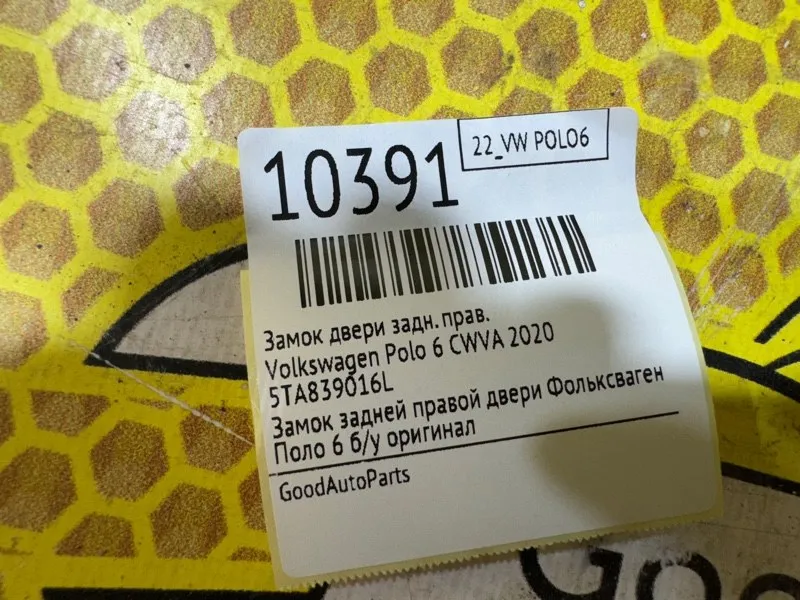 22_VW POLO6
10391
Замок двери задн. прав.
Volkswagen Polo 6 CWVA 2020
5TA839016L
Замок задней правой двери Фольксваген
Поло 6 б/у оригинал
GoodAutoParts
Goo